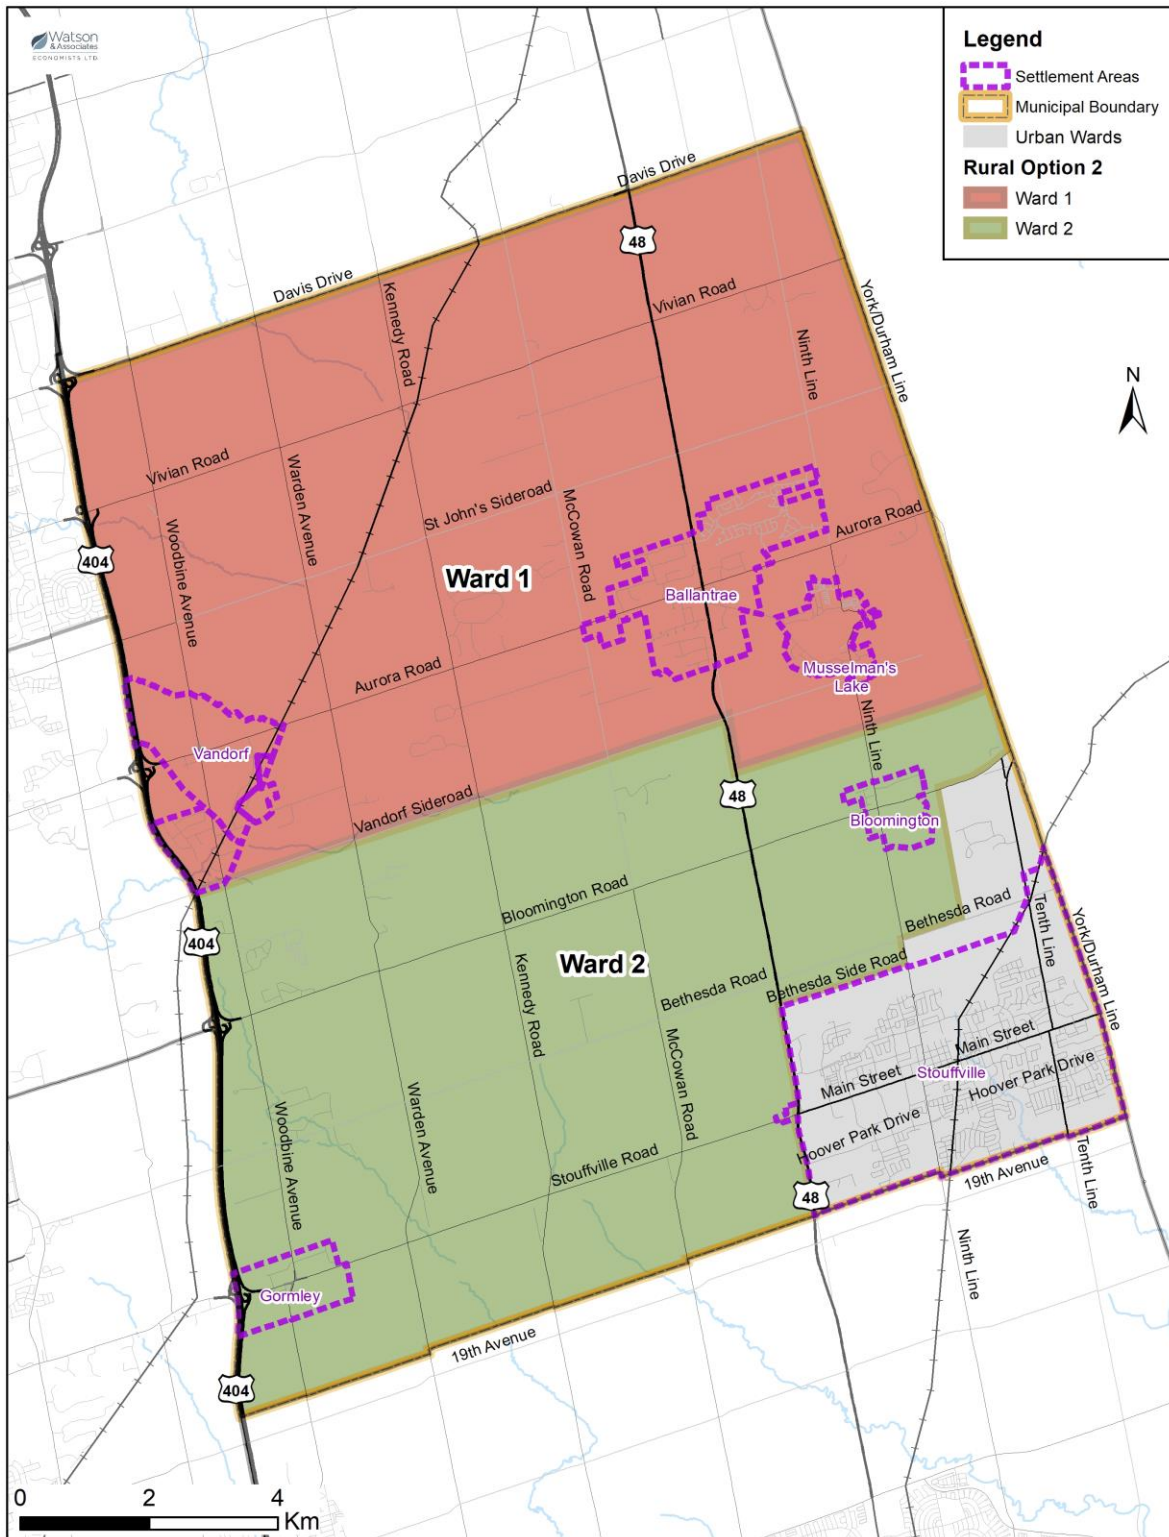 Watson
& Associates
ECONOMISTS LTD.
Legend
Settlement Areas
Municipal Boundary
Urban Wards
Rural Option 2
Ward 1
Ward 2
N
Davis Drive
48
Davis Drive
Kennedy Road
Vivian Road
York/Durham Line
Ninth Line
Vivian Road
Warden Avenue
St John's Sideroad
McCowan Road
Aurora Road
Woodbine Avenue
404
Ward 1
Ballantrae
Aurora Road
Musselman's
Lake
Ninth Line
Vandorf
Vandorf Sideroad
48
Bloomington
Bloomington Road
404
Bethesda Road
Tenth Line
York/Durham Line
Ward 2
Kennedy Road
Bethesda Road
Bethesda Side Road
McCowan Road
Main Street
Main Street
Stouffville
Hoover Park Drive
Woodbine Avenue
Warden Avenue
Hoover Park Drive
Stouffville Road
48
19th Avenue
Tenth Line
Ninth Line
Gormley
19th Avenue
404
0 2 4
Km